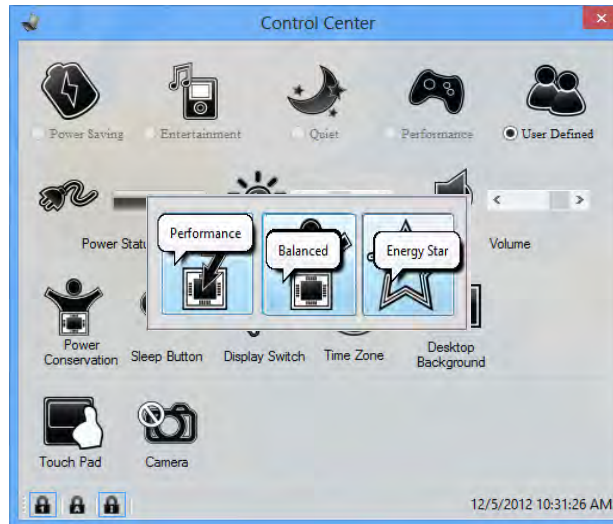 Control Center
Power Saving
Entertainment
Quiet
Performance
User Defined
Power Statu
Volume
Performance
Balanced
Energy Star
Power
Conservation
Sleep Button
Display Switch
Time Zone
Desktop
Background
Touch Pad
Camera
12/5/2012 10:31:26 AM